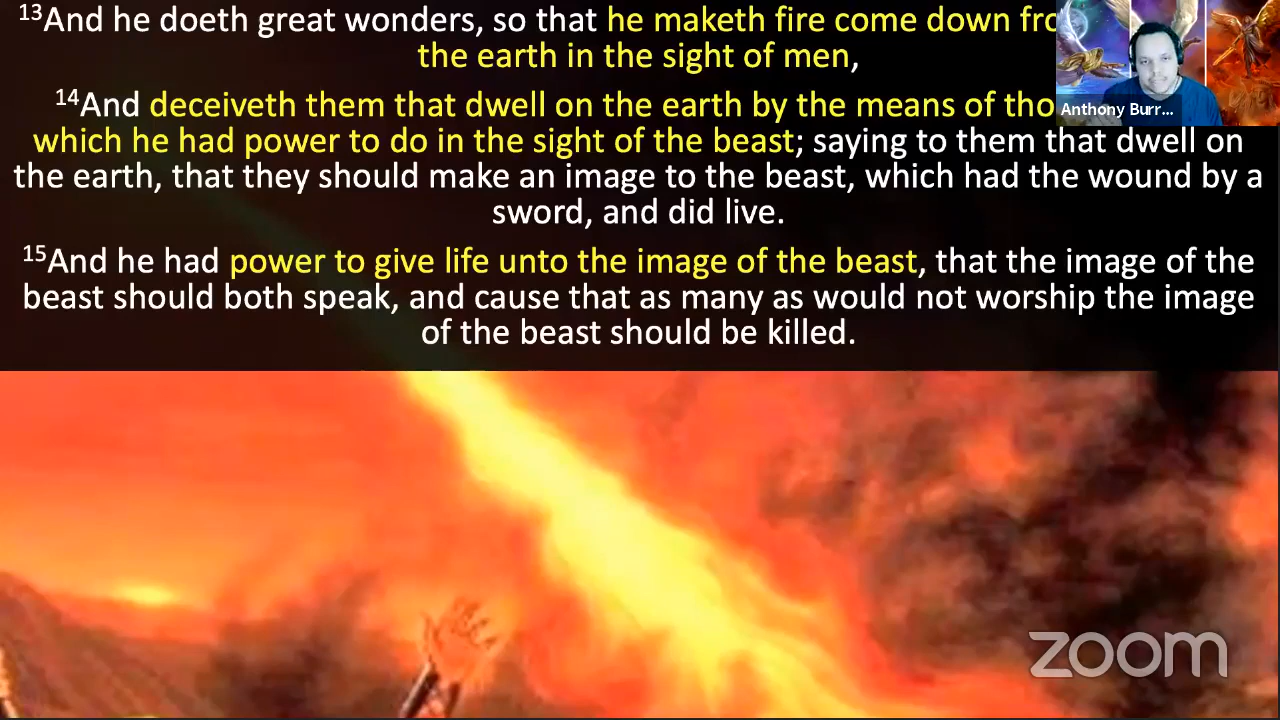 13And he doeth great wonders, so that he maketh fire come down
the earth in the sight of men,
14And deceiveth them that dwell on the earth by the means of
which he had power to do in the sight of the beast; saying to them that dwell on
the earth, that they should make an image to the beast, which had the wound by a
sword, and did live.
15And he had power to give life unto the image of the beast, that the image of the
beast should both speak, and cause that as many as would not worship the image
of the beast should be killed.
Anthony Burr...
zoom